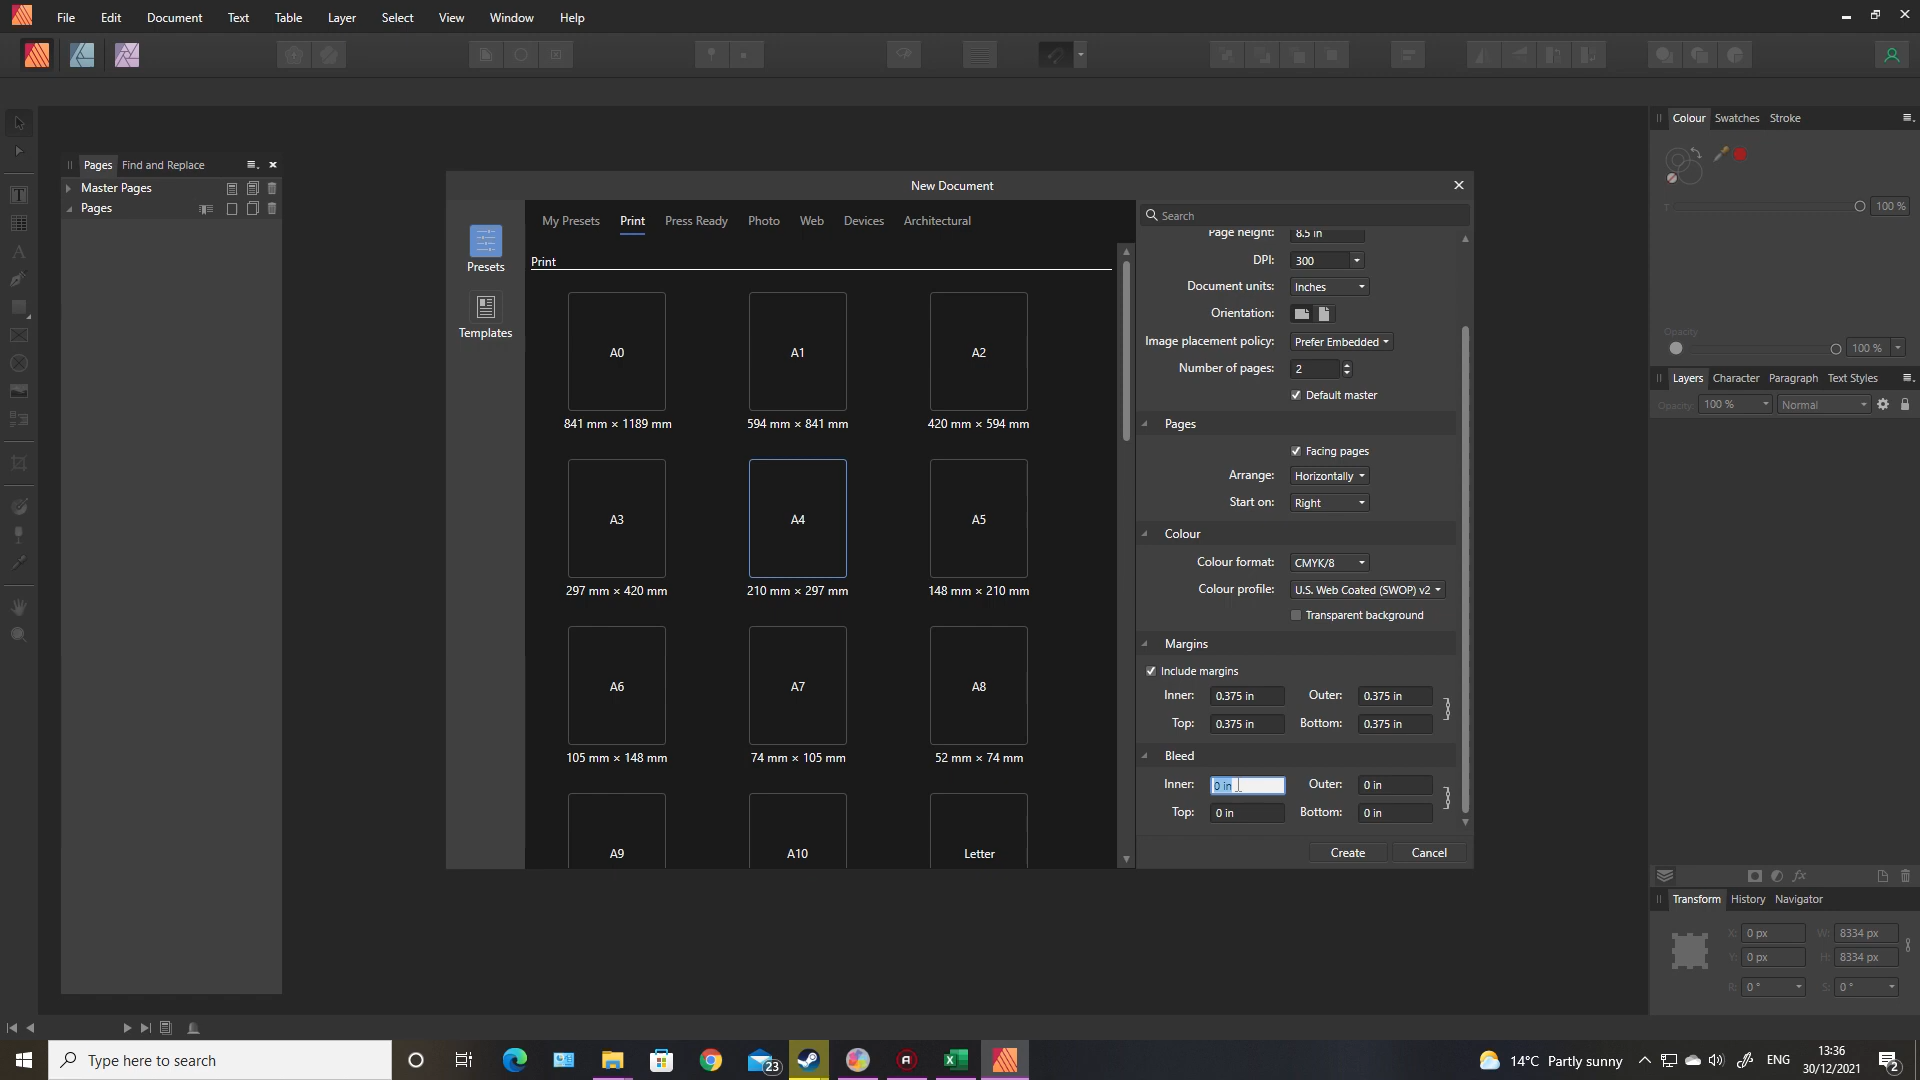 File Edit Document Text Table Layer Select View Window Help
Pages Find and Replace
Master Pages
Pages
New Document
Presets
Templates
My Presets Print Press Ready Photo Web Devices Architectural
Print
A0 A1 A2
841 mm × 1189 mm 594 mm × 841 mm 420 mm × 594 mm
A3 A4 A5
297 mm × 420 mm 210 mm × 297 mm 148 mm × 210 mm
A6 A7 A8
105 mm × 148 mm 74 mm × 105 mm 52 mm × 74 mm
A9 A10 Letter
Search
Page height: 8.5 in
DPI: 300
Document units: Inches
Orientation:
Image placement policy: Prefer Embedded
Number of pages: 2
Default master
Pages
Facing pages
Arrange: Horizontally
Start on: Right
Colour
Colour format: CMYK/8
Colour profile: U.S. Web Coated (SWOP) v2
Transparent background
Margins
Include margins
Inner: 0.375 in Outer: 0.375 in
Top: 0.375 in Bottom: 0.375 in
Bleed
Inner: 0 in Outer: 0 in
Top: 0 in Bottom: 0 in
Create Cancel
Colour Swatches Stroke
T 100 %
Opacity
100 %
Layers Character Paragraph Text Styles
Opacity: 100 % Normal
fx
Transform History Navigator
X: 0 px W: 8334 px
Y: 0 px H: 8334 px
R: 0 ° S: 0 °
Type here to search
23
14°C Partly sunny
ENG
13:36
30/12/2021
2